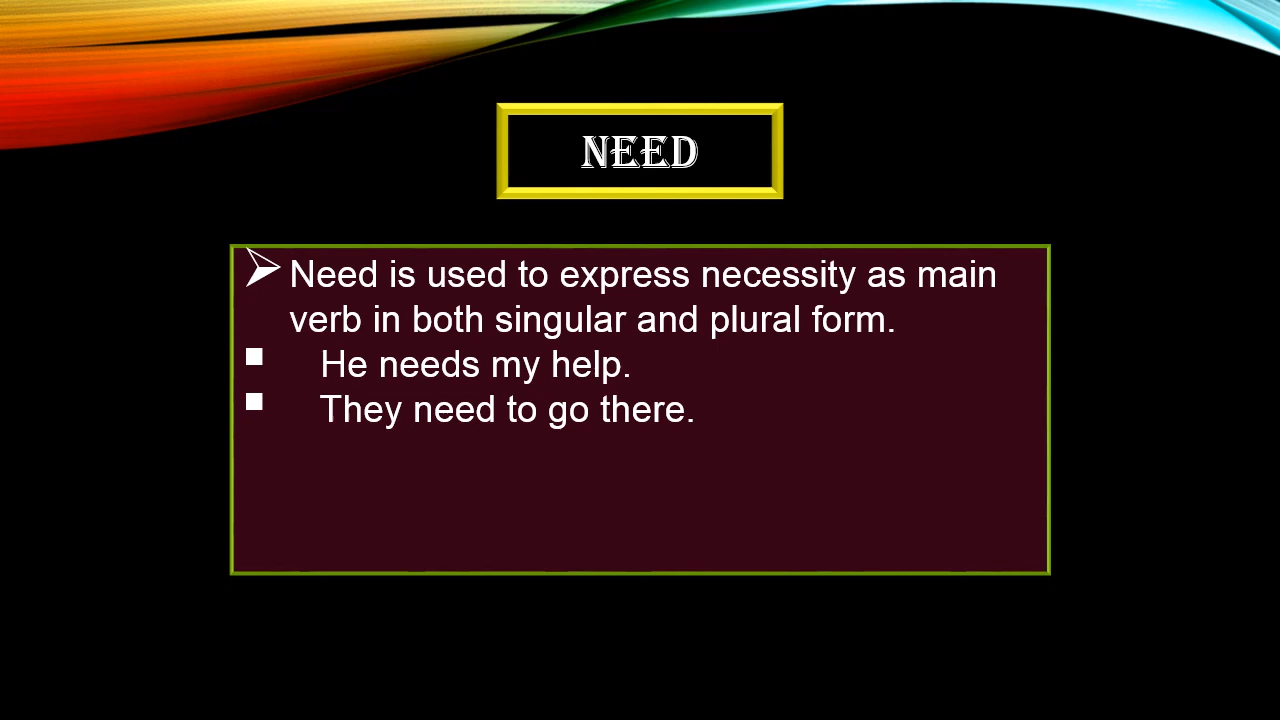 NEED
Need is used to express necessity as main
verb in both singular and plural form.
He needs my help.
They need to go there.